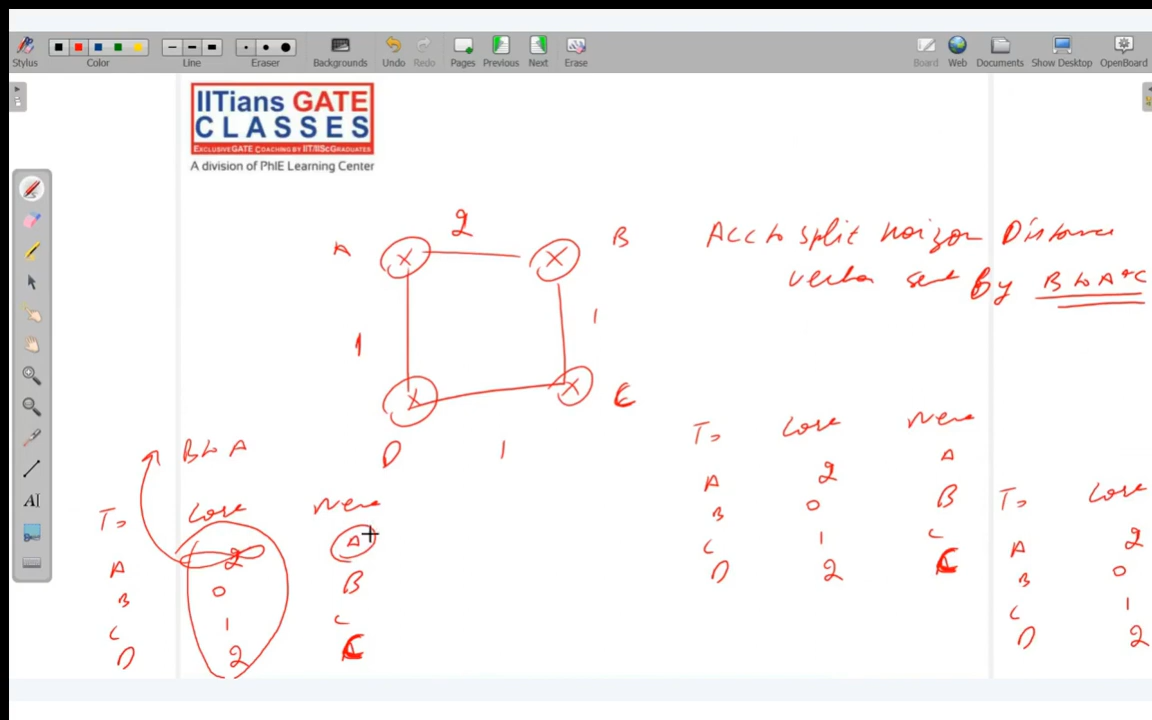 Stylus Color Line Eraser Backgrounds Undo Redo Pages Previous Next Erase Board Web Documents Show Desktop OpenBoard
IITians GATE
CLASSES
EXCLUSIVE GATE COACHING BY IIT/IISc GRADUATES
A division of PhIE Learning Center
A 2 B
Acc to split horizon Distance
vector sent by B to A & C
1 1
D 1 C
B to A
To Cost Next
A 2 A
B 0 B
C 1 C
D 2 C
To Cost Next
A 2 A
B 0 B
C 1 C
D 2 C
To Cost
A 2
B 0
C 1
D 2
AI